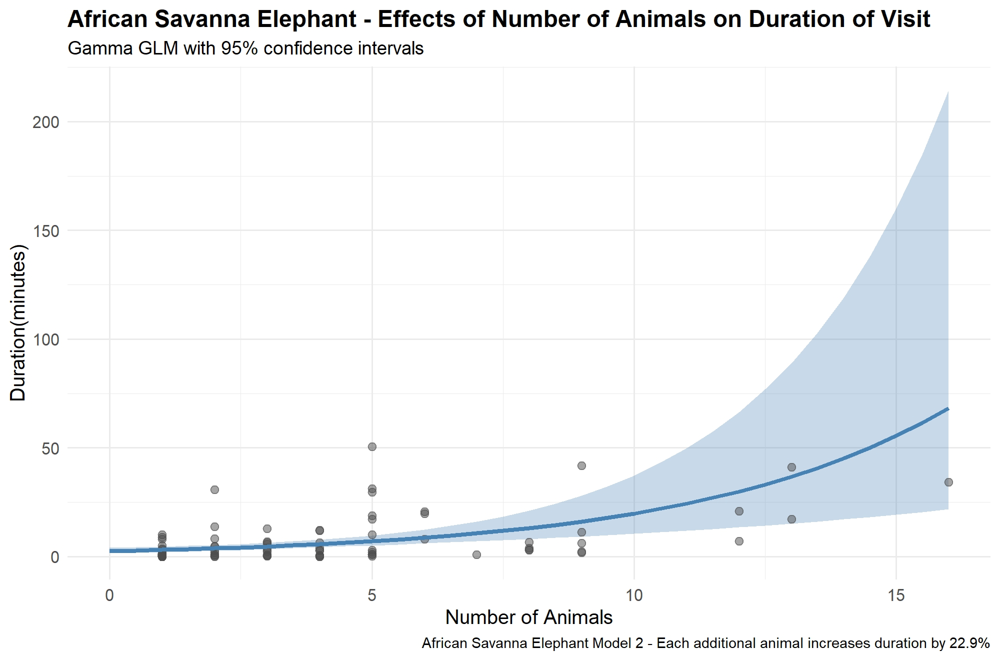 African Savanna Elephant - Effects of Number of Animals on Duration of Visit
Gamma GLM with 95% confidence intervals
Duration(minutes)
200
150
100
50
0
0 5 10 15
Number of Animals
African Savanna Elephant Model 2 - Each additional animal increases duration by 22.9%